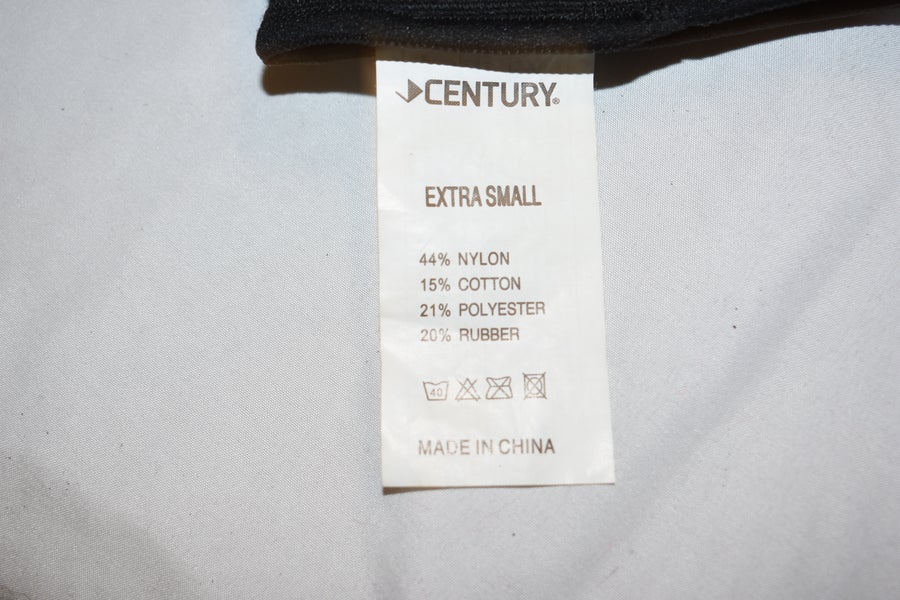 CENTURY®
EXTRA SMALL
44% NYLON
15% COTTON
21% POLYESTER
20% RUBBER
40
MADE IN CHINA